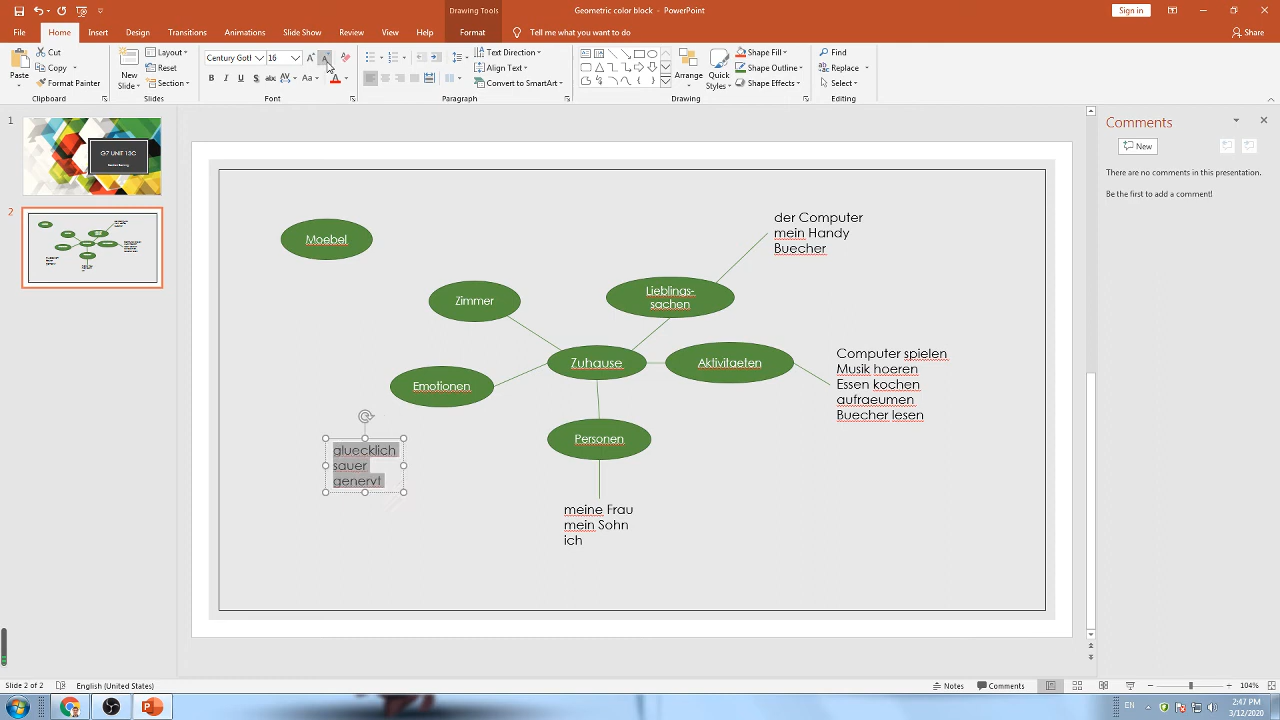 Drawing Tools
Geometric color block - PowerPoint
Sign in
File Home Insert Design Transitions Animations Slide Show Review View Help Format Tell me what you want to do Share
Paste
Cut
Copy
Format Painter
Clipboard
New
Slide
Layout
Reset
Section
Slides
Century Gotl 16
Font
Text Direction
Align Text
Convert to SmartArt
Paragraph
Arrange
Quick
Styles
Shape Fill
Shape Outline
Shape Effects
Drawing
Find
Replace
Select
Editing
1
G7 UNIT 13C
2
Moebel
Zimmer
Lieblings-
sachen
Zuhause
Aktivitaeten
Emotionen
Personen
der Computer
mein Handy
Buecher
Computer spielen
Musik hoeren
Essen kochen
aufraeumen
Buecher lesen
gluecklich
sauer
genervt
meine Frau
mein Sohn
ich
Comments
New
There are no comments in this presentation.
Be the first to add a comment!
Slide 2 of 2
English (United States)
Notes
Comments
104%
EN
2:47 PM
3/12/2020